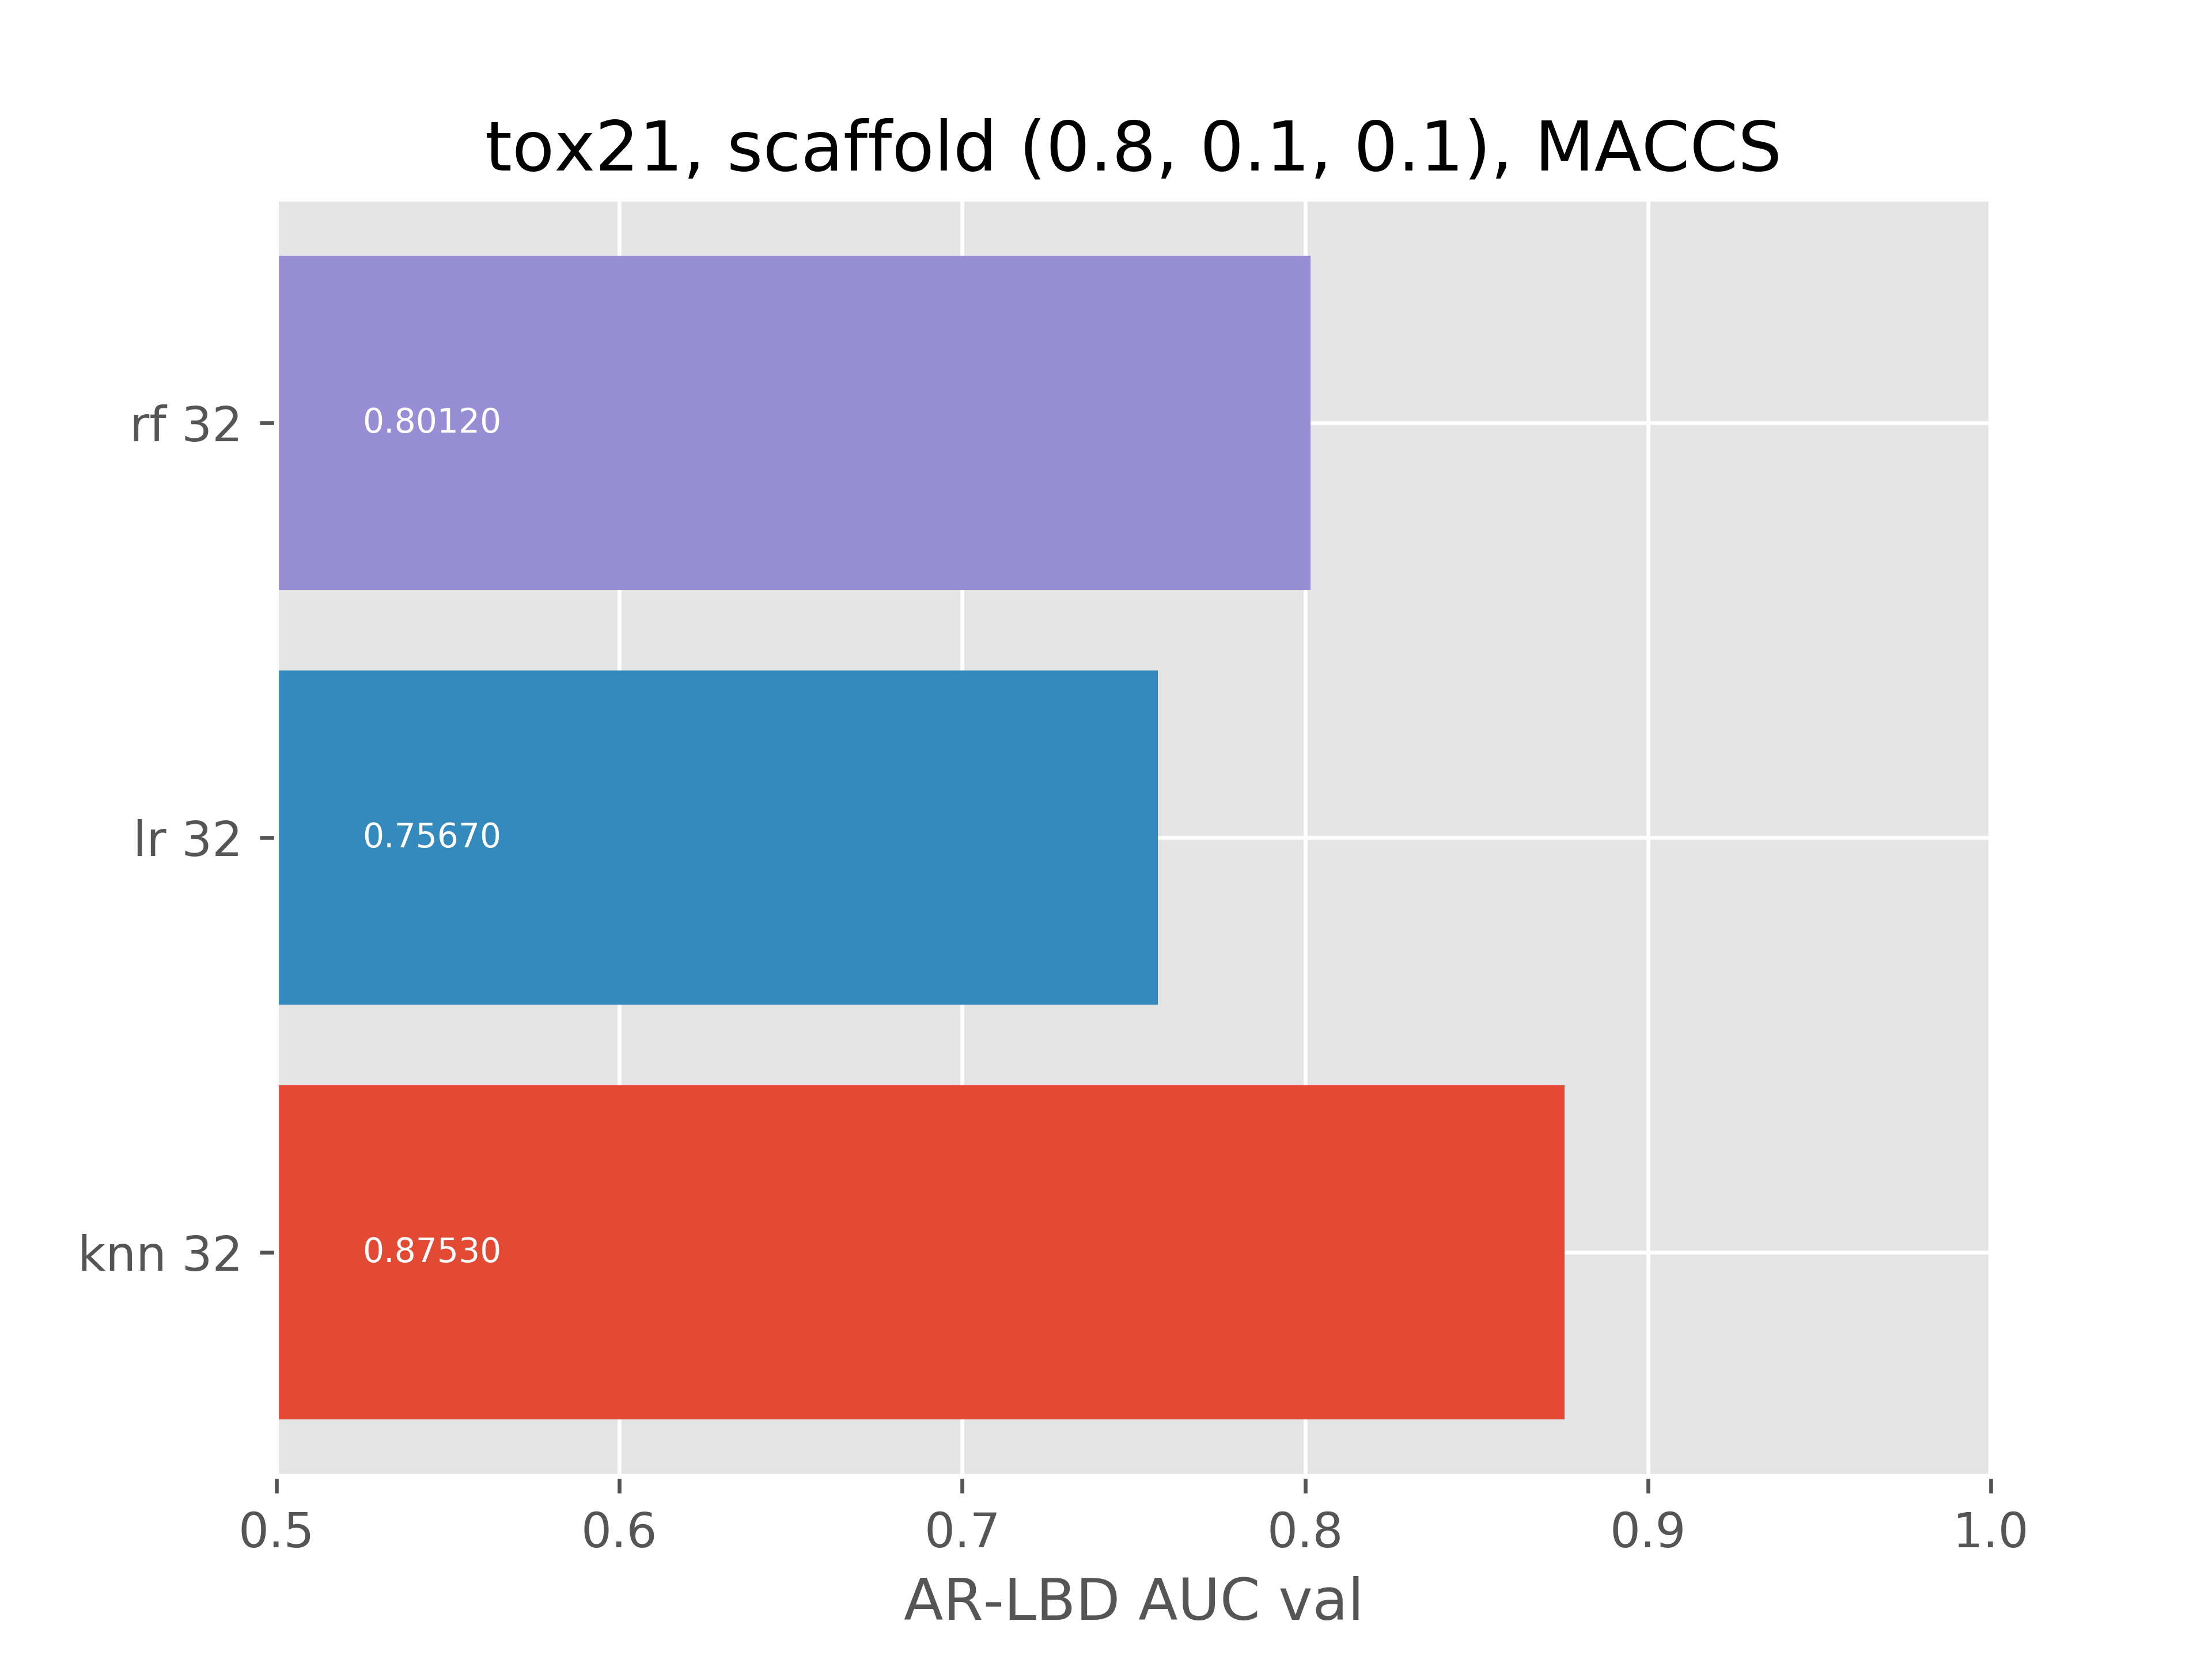 tox21, scaffold (0.8, 0.1, 0.1), MACCS
rf 32
0.80120
lr 32
0.75670
knn 32
0.87530
0.5 0.6 0.7 0.8 0.9 1.0
AR-LBD AUC val